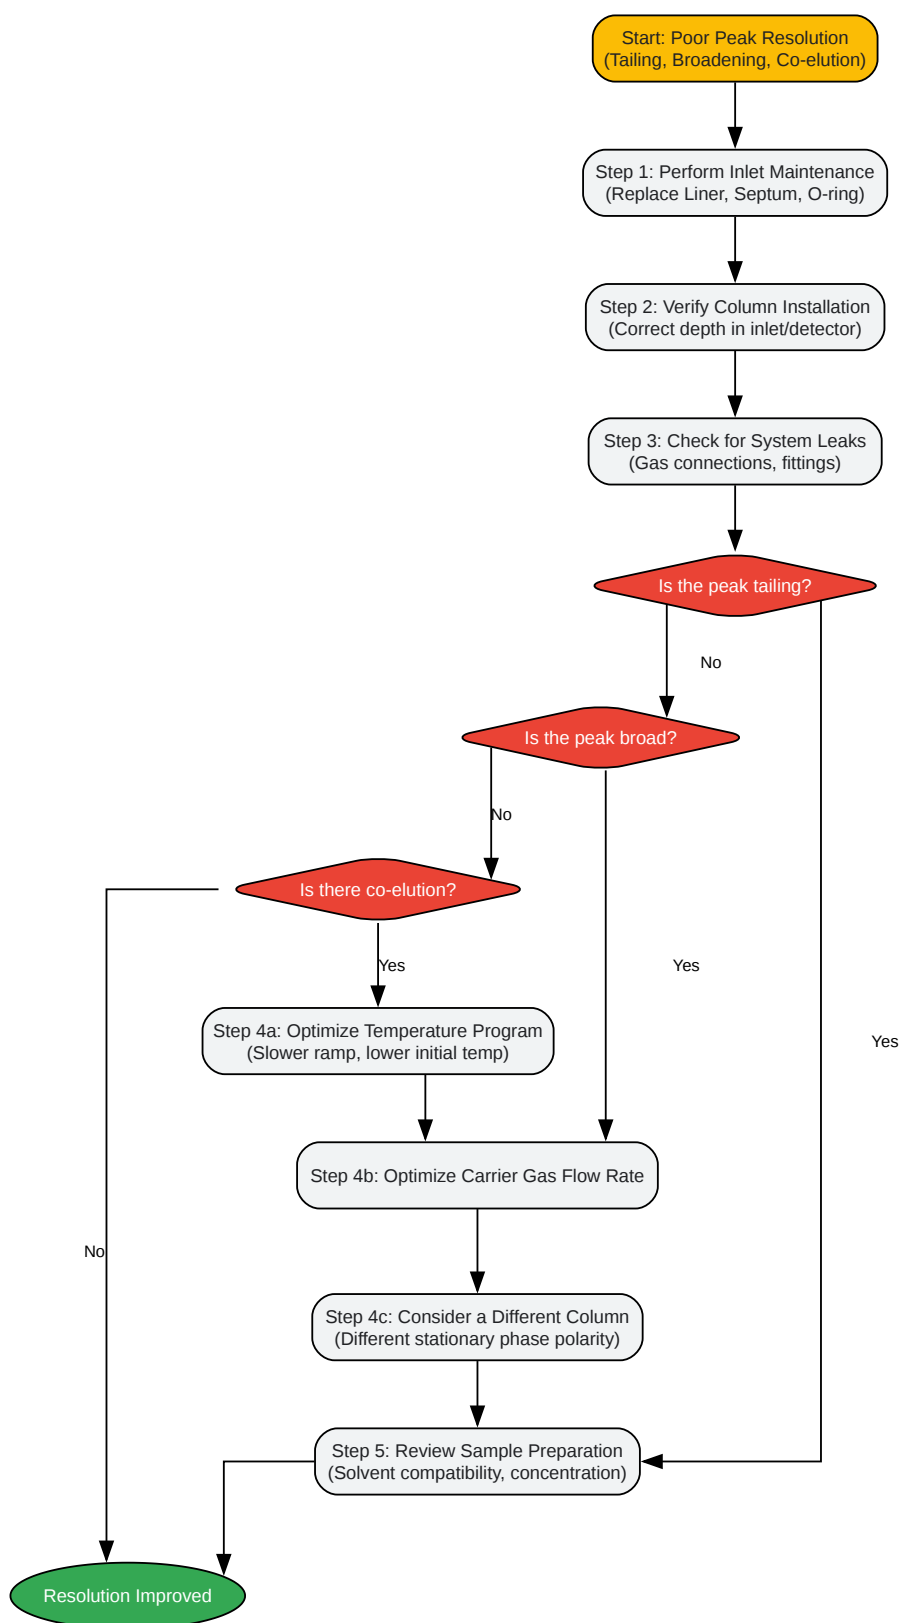 Start: Poor Peak Resolution
(Tailing, Broadening, Co-elution)
Step 1: Perform Inlet Maintenance
(Replace Liner, Septum, O-ring)
Step 2: Verify Column Installation
(Correct depth in inlet/detector)
Step 3: Check for System Leaks
(Gas connections, fittings)
Is the peak tailing?
No
Is the peak broad?
No
Is there co-elution?
Yes
Yes
Step 4a: Optimize Temperature Program
(Slower ramp, lower initial temp)
Yes
Step 4b: Optimize Carrier Gas Flow Rate
No
Step 4c: Consider a Different Column
(Different stationary phase polarity)
Step 5: Review Sample Preparation
(Solvent compatibility, concentration)
Resolution Improved